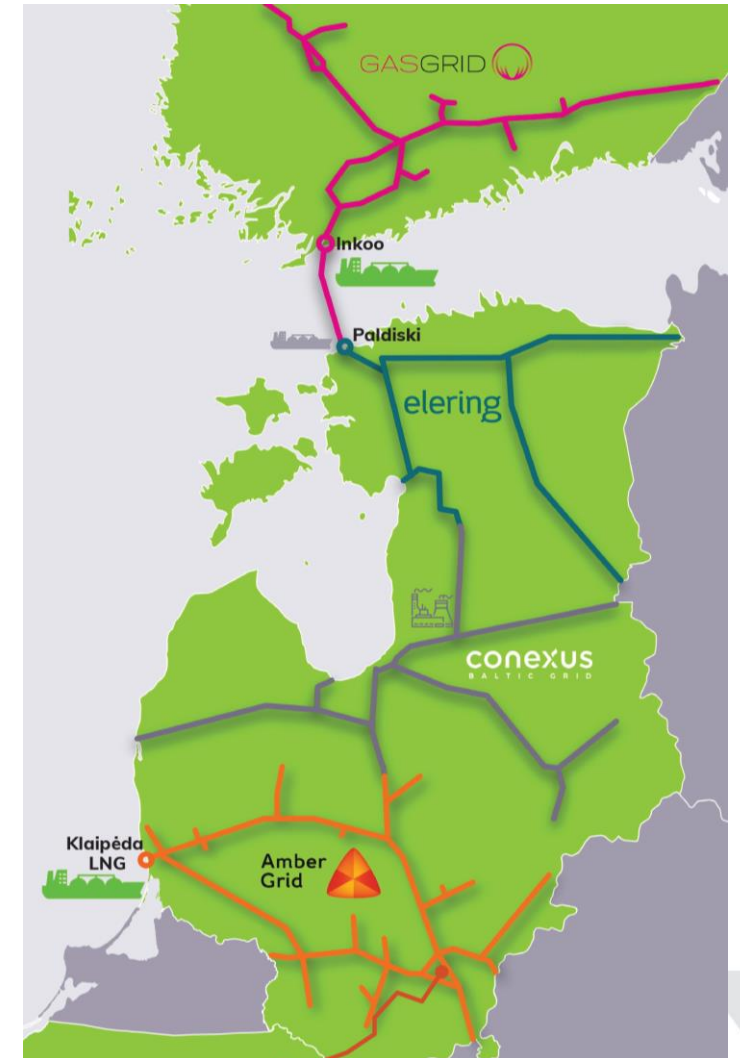 GASGRID
Inkoo
Paldiski
elering
conexus
BALTIC GRID
Klaipėda
LNG
Amber
Grid